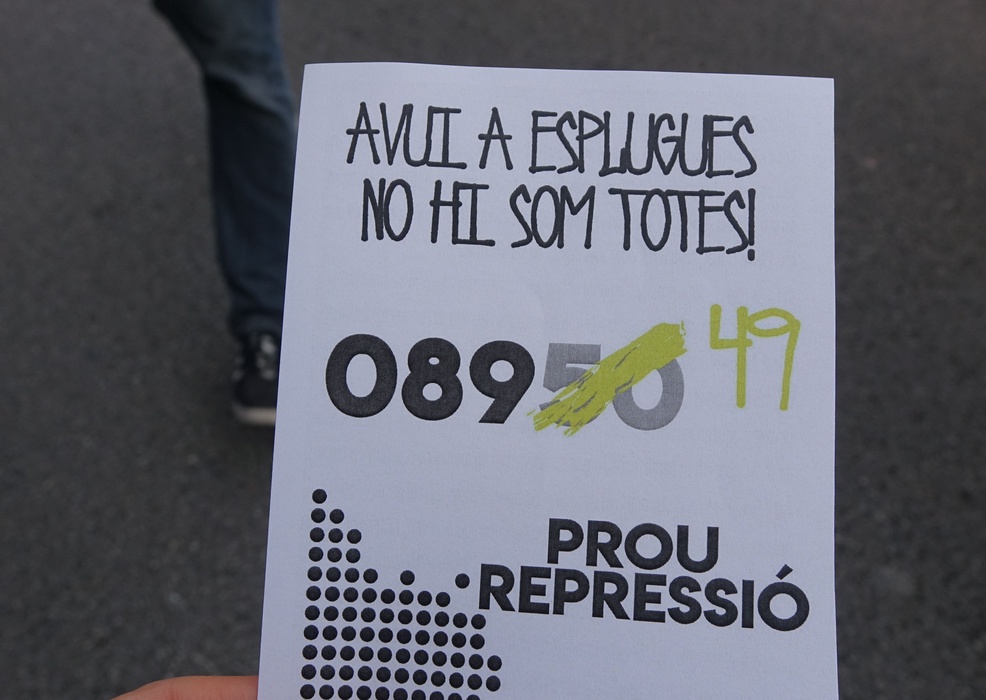 AVUI A ESPLUGUES
NO HI SOM TOTES!
08950 49
PROU
REPRESSIÓ